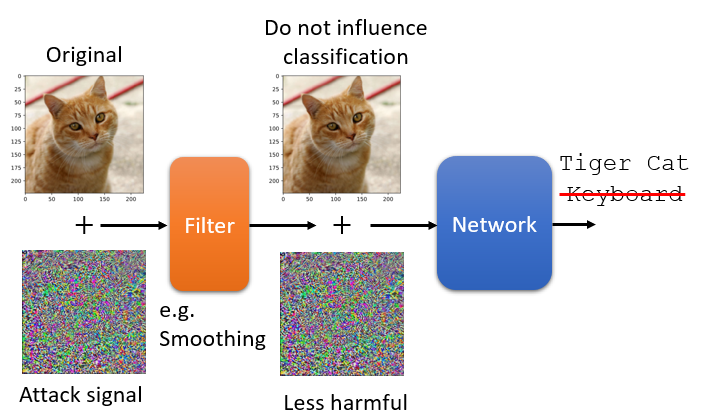 Original
Do not influence
classification
0
25
50
75
100
125
150
175
200
0 50 100 150 200
0
25
50
75
100
125
150
175
200
0 50 100 150 200
Tiger Cat
Keyboard
+
Filter
+
Network
e.g.
Smoothing
Attack signal
Less harmful